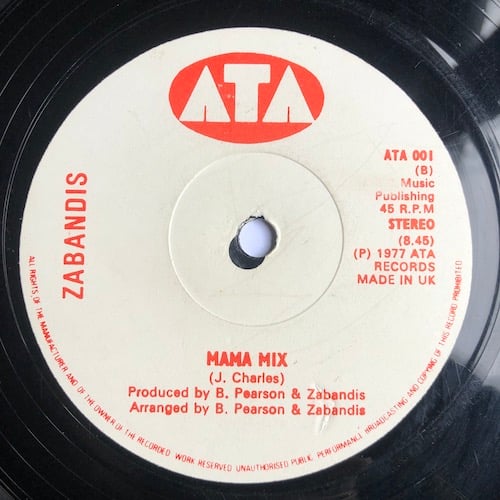 ATA
ZABANDIS
ATA 001
(B)
Music
Publishing
45 R.P.M
STEREO
(8.45)
(P) 1977 ATA
RECORDS
MADE IN UK
MAMA MIX
(J. Charles)
Produced by B. Pearson & Zabandis
Arranged by B. Pearson & Zabandis
ALL RIGHTS OF THE MANUFACTURER AND OF THE OWNER OF THE RECORDED WORK RESERVED UNAUTHORISED PUBLIC PERFORMANCE BROADCASTING AND COPYING OF THIS RECORD PROHIBITED